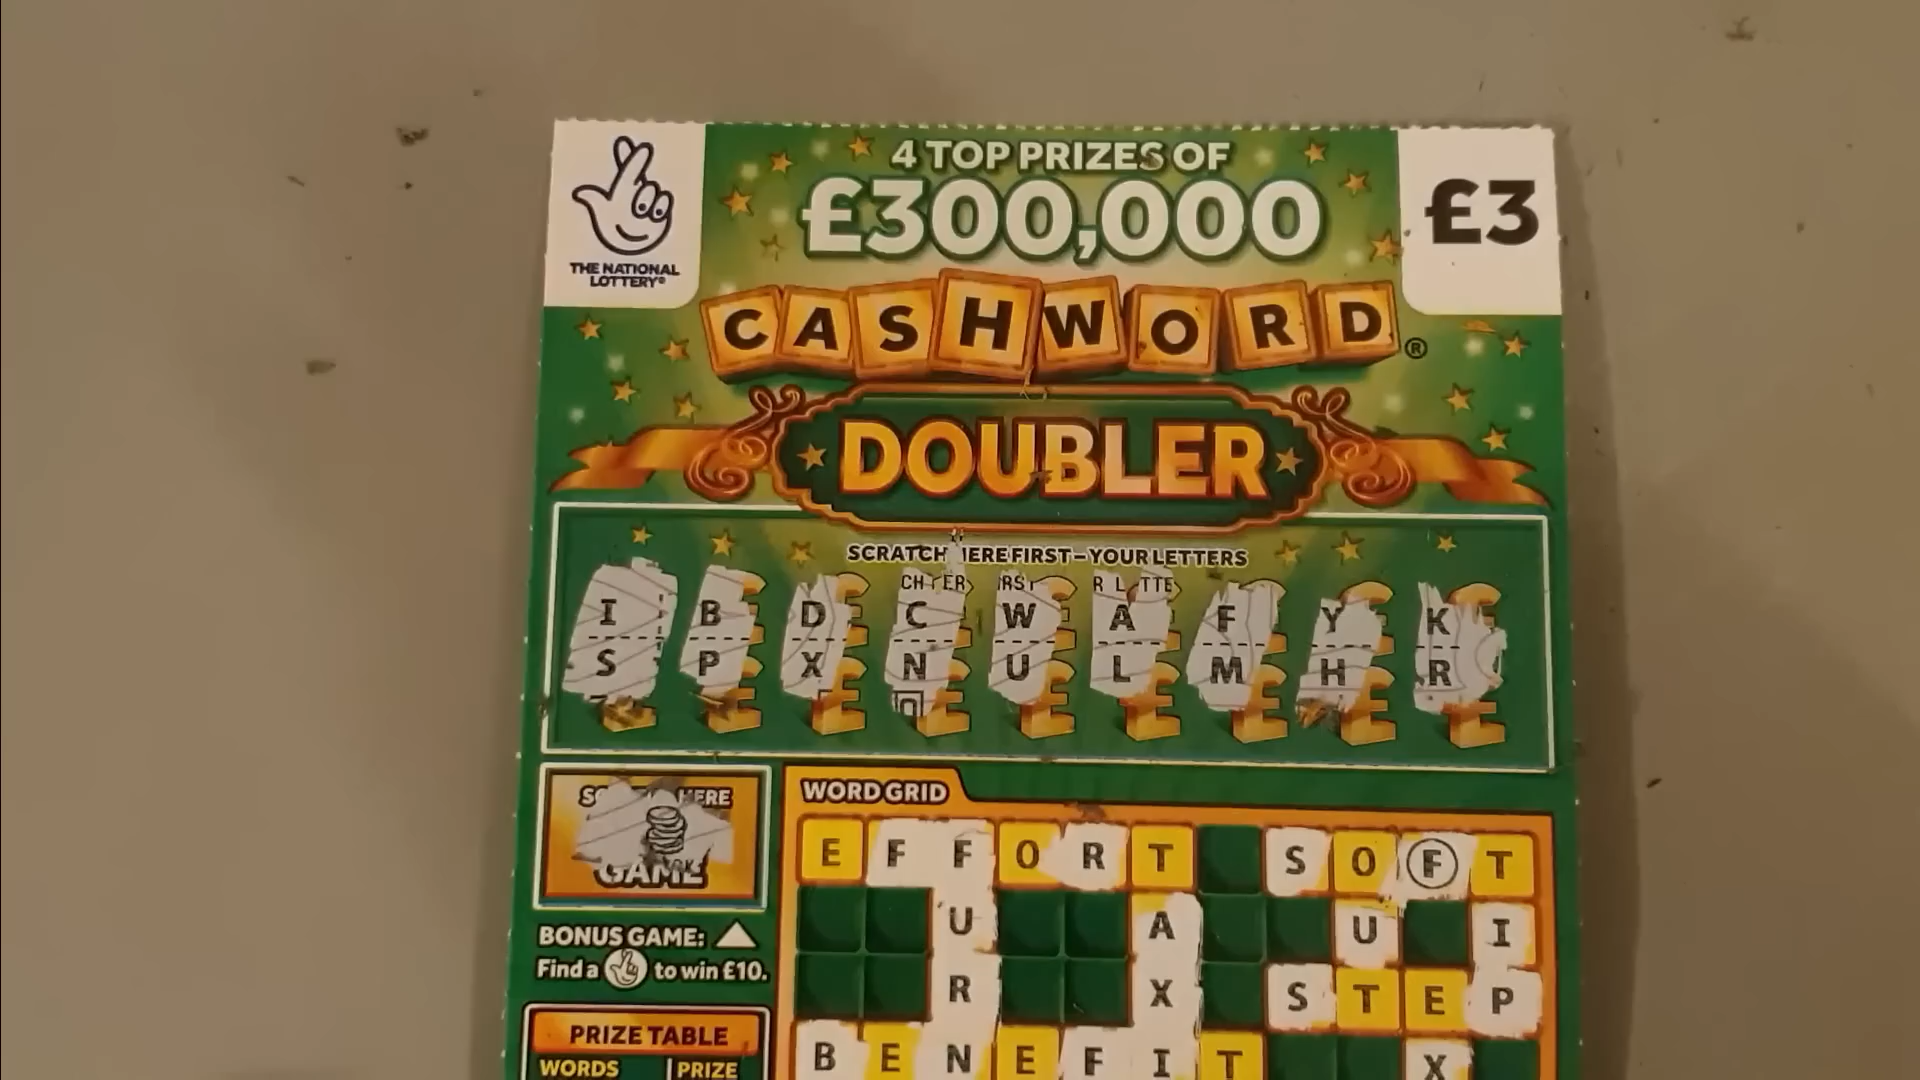 4 TOP PRIZES OF
£300,000
£3
THE NATIONAL
LOTTERY®
CASHWORD®
DOUBLER
SCRATCH HERE FIRST – YOUR LETTERS
I B D C W A F Y K
S P X N U L M H R
GAME
WORD GRID
E F F O R T S O F T
U A U I
R X S T E P
B E N E F I T X
BONUS GAME:
Find a to win £10.
PRIZE TABLE
WORDS PRIZE